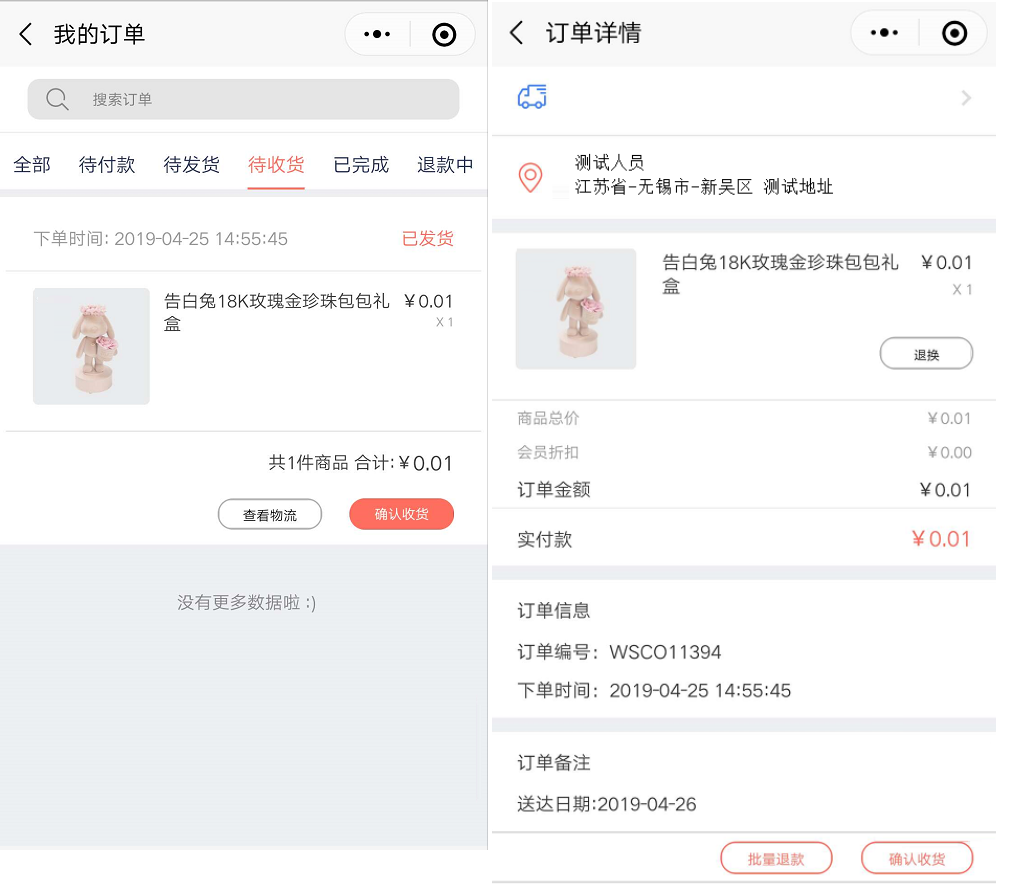 我的订单
搜索订单
全部 待付款 待发货 待收货 已完成 退款中
下单时间: 2019-04-25 14:55:45 已发货
告白兔18K玫瑰金珍珠包包礼 ￥0.01
盒 X 1
共1件商品 合计:￥0.01
查看物流 确认收货
没有更多数据啦 :)
订单详情
测试人员
江苏省-无锡市-新吴区 测试地址
告白兔18K玫瑰金珍珠包包礼 ￥0.01
盒 X 1
退换
商品总价 ￥0.01
会员折扣 ￥0.00
订单金额 ￥0.01
实付款 ￥0.01
订单信息
订单编号：WSCO11394
下单时间：2019-04-25 14:55:45
订单备注
送达日期:2019-04-26
批量退款 确认收货